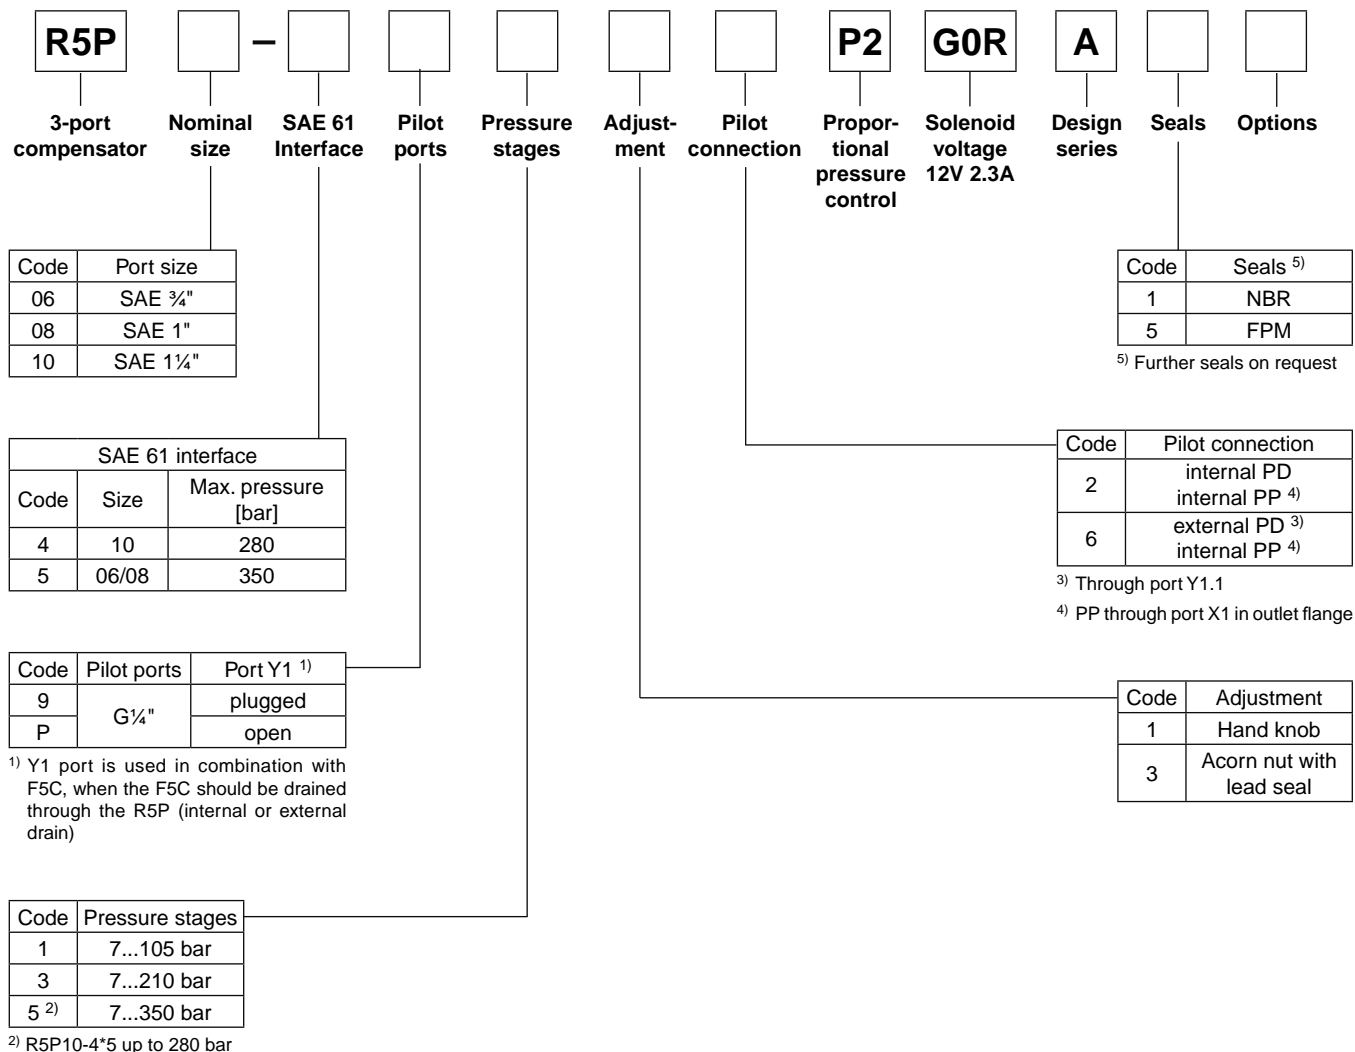 R5P – P2 G0R A
3-port compensator
Nominal size
SAE 61 Interface
Pilot ports
Pressure stages
Adjust-ment
Pilot connection
Propor-tional pressure control
Solenoid voltage 12V 2.3A
Design series
Seals
Options
Code Port size
06 SAE ¾"
08 SAE 1"
10 SAE 1¼"
Code Seals 5)
1 NBR
5 FPM
5) Further seals on request
SAE 61 interface
Code Size Max. pressure [bar]
4 10 280
5 06/08 350
Code Pilot connection
2 internal PD
internal PP 4)
6 external PD 3)
internal PP 4)
3) Through port Y1.1
4) PP through port X1 in outlet flange
Code Pilot ports Port Y1 1)
9 G¼" plugged
P open
1) Y1 port is used in combination with
F5C, when the F5C should be drained
through the R5P (internal or external
drain)
Code Adjustment
1 Hand knob
3 Acorn nut with
lead seal
Code Pressure stages
1 7...105 bar
3 7...210 bar
5 2) 7...350 bar
2) R5P10-4*5 up to 280 bar